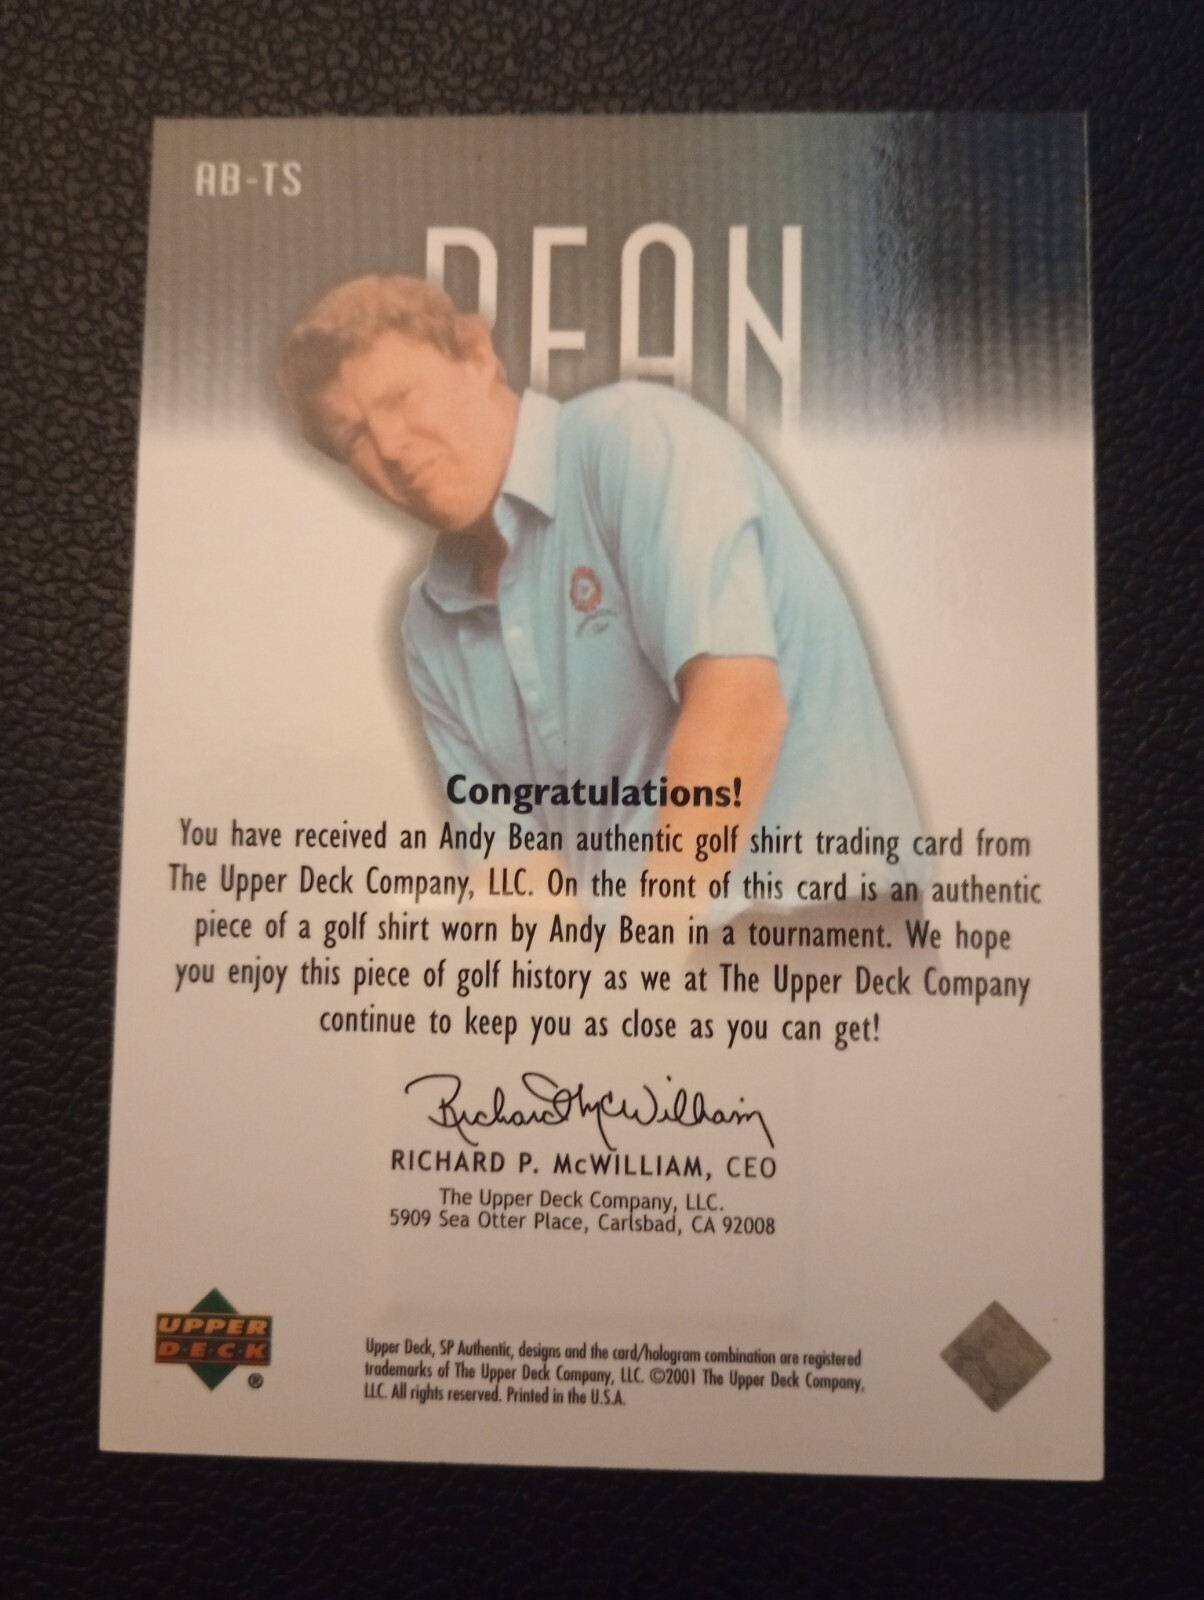 AB-TS
BEAN
Congratulations!
You have received an Andy Bean authentic golf shirt trading card from
The Upper Deck Company, LLC. On the front of this card is an authentic
piece of a golf shirt worn by Andy Bean in a tournament. We hope
you enjoy this piece of golf history as we at The Upper Deck Company
continue to keep you as close as you can get!
Richard P. McWilliam
RICHARD P. McWILLIAM, CEO
The Upper Deck Company, LLC.
5909 Sea Otter Place, Carlsbad, CA 92008
UPPER
D·E·C·K
®
Upper Deck, SP Authentic, designs and the card/hologram combination are registered
trademarks of The Upper Deck Company, LLC. ©2001 The Upper Deck Company,
LLC. All rights reserved. Printed in the U.S.A.